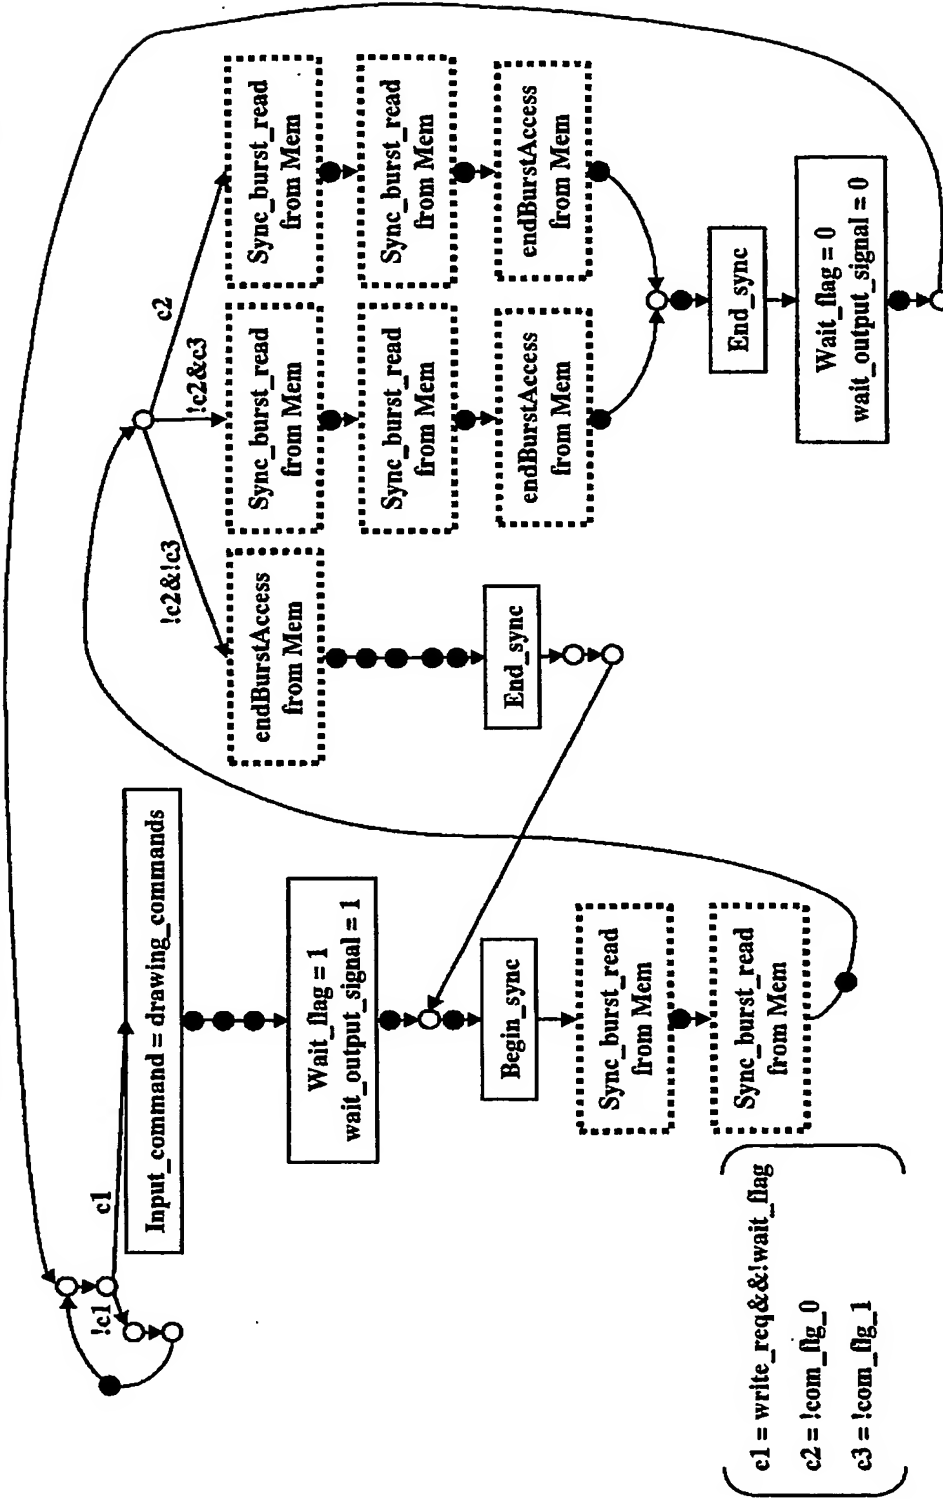 !c1
c1
Input_command = drawing_commands
Wait_flag = 1
wait_output_signal = 1
Begin_sync
Sync_burst_read
from Mem
Sync_burst_read
from Mem
!c2&!c3
!c2&c3
c2
endBurstAccess
from Mem
End_sync
Sync_burst_read
from Mem
Sync_burst_read
from Mem
endBurstAccess
from Mem
Sync_burst_read
from Mem
Sync_burst_read
from Mem
endBurstAccess
from Mem
End_sync
Wait_flag = 0
wait_output_signal = 0
c1 = write_req&&!wait_flag
c2 = !com_flg_0
c3 = !com_flg_1